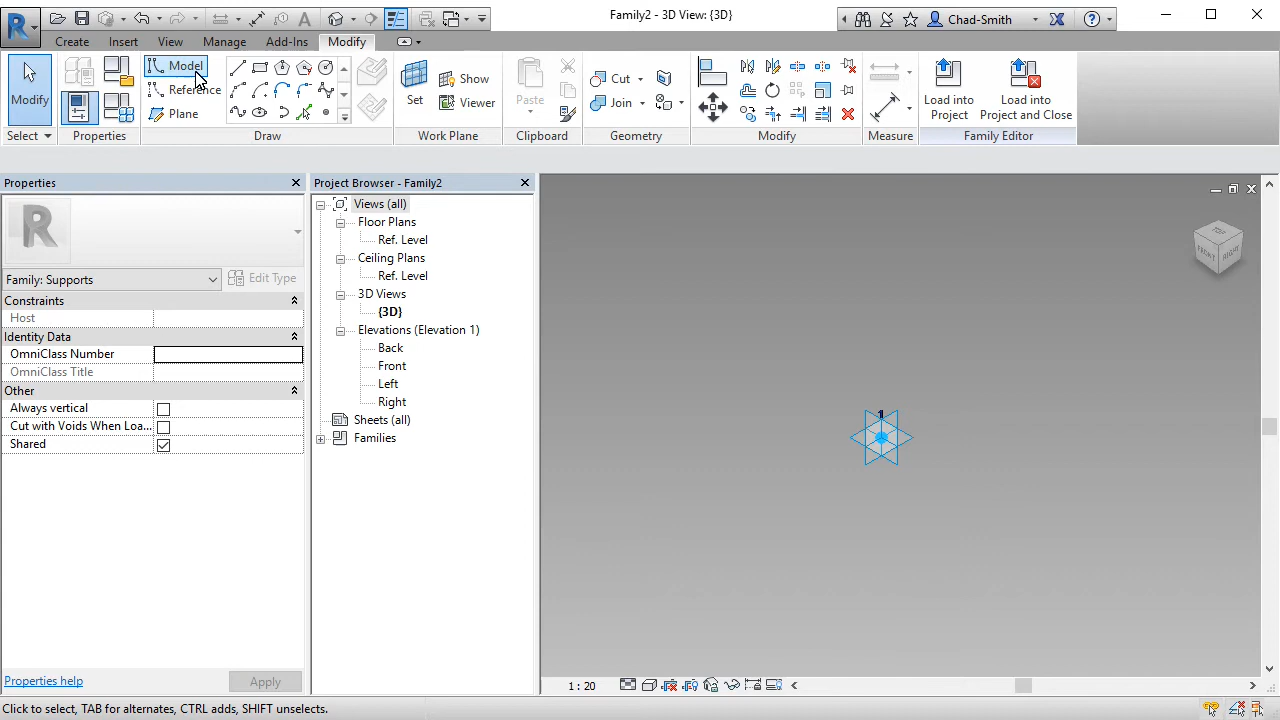 Family2 - 3D View: {3D}
Chad-Smith
Create
Insert
View
Manage
Add-Ins
Modify
Modify
Model
Reference
Plane
Set
Show
Viewer
Paste
Cut
Join
Load into
Project
Load into
Project and Close
Select
Properties
Draw
Work Plane
Clipboard
Geometry
Modify
Measure
Family Editor
Properties
R
Family: Supports
Edit Type
Constraints
Host
Identity Data
OmniClass Number
OmniClass Title
Other
Always vertical
Cut with Voids When Loa...
Shared
Properties help
Apply
Project Browser - Family2
Views (all)
Floor Plans
Ref. Level
Ceiling Plans
Ref. Level
3D Views
{3D}
Elevations (Elevation 1)
Back
Front
Left
Right
Sheets (all)
Families
TOP
FRONT
RIGHT
1
1 : 20
Click to select, TAB for alternates, CTRL adds, SHIFT unselects.